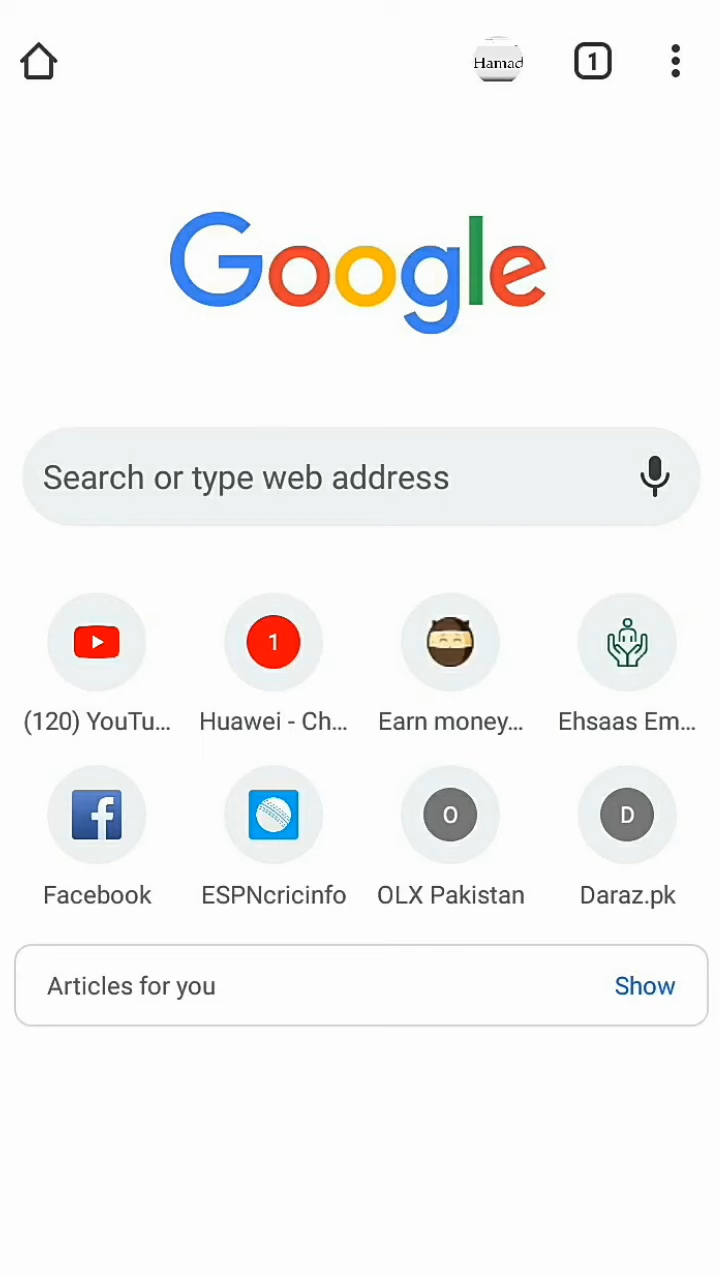 Hamad
1
Google
Search or type web address
1
(120) YouTu...
Huawei - Ch...
Earn money...
Ehsaas Em...
O
D
Facebook
ESPNcricinfo
OLX Pakistan
Daraz.pk
Articles for you
Show